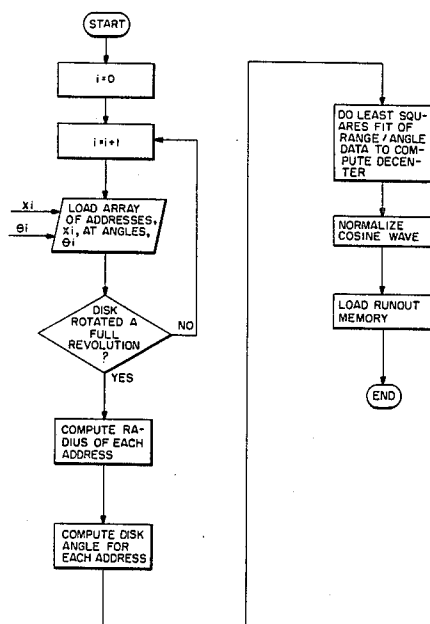 START
i=0
i=i+1
Xi
θi
LOAD ARRAY
OF ADDRESSES,
Xi, AT ANGLES,
θi
DISK
ROTATED A
FULL
REVOLUTION
?
NO
YES
COMPUTE RA-
DIUS OF EACH
ADDRESS
COMPUTE DISK
ANGLE FOR
EACH ADDRESS
DO LEAST SQU-
ARES FIT OF
RANGE/ANGLE
DATA TO COM-
PUTE DECEN-
TER
NORMALIZE
COSINE WAVE
LOAD RUNOUT
MEMORY
END